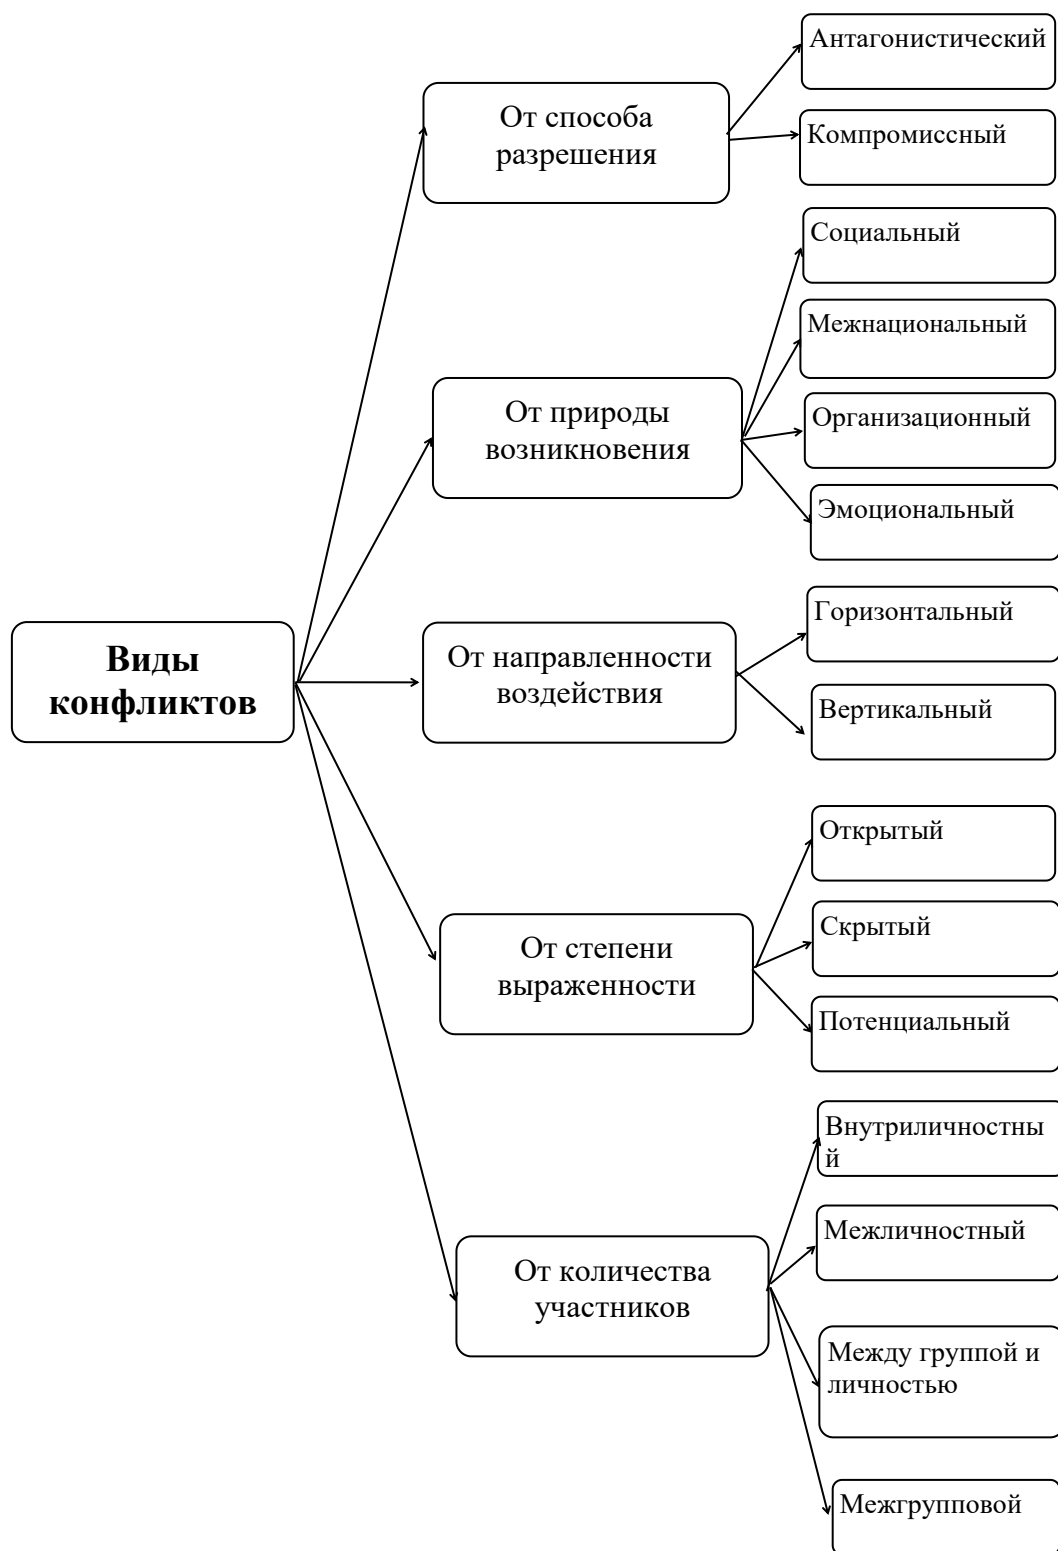 Виды
конфликтов
От способа
разрешения
Антагонистический
Компромиссный
От природы
возникновения
Социальный
Межнациональный
Организационный
Эмоциональный
От направленности
воздействия
Горизонтальный
Вертикальный
От степени
выраженности
Открытый
Скрытый
Потенциальный
От количества
участников
Внутриличностны
й
Межличностный
Между группой и
личностью
Межгрупповой